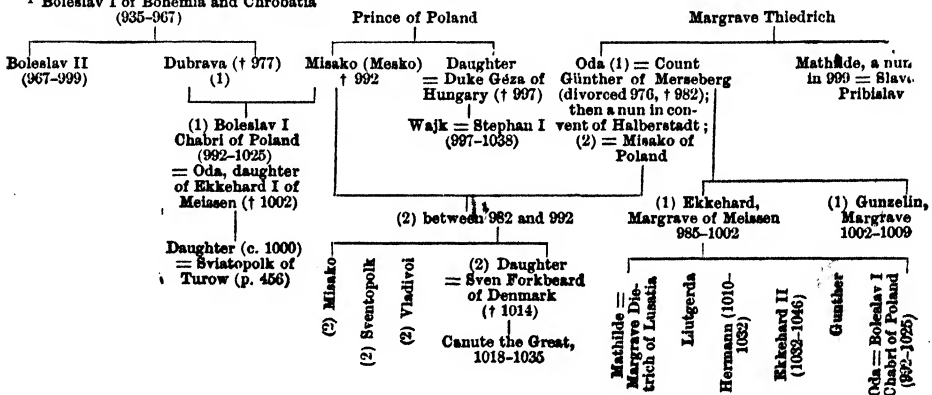 ¹ Boleslav I of Bohemia and Chrobatia
(935-967)
Prince of Poland
Margrave Thiedrich
Boleslav II
(967-999)
Dubrava († 977)
(1)
Misako (Mesko)
† 992
Daughter
= Duke Géza of
Hungary († 997)
Wajk = Stephan I
(997-1038)
Oda (1) = Count
Günther of Merseberg
(divorced 976, † 982);
then a nun in con-
vent of Halberstadt;
(2) = Misako of
Poland
Mathilde, a nun
in 999 = Slave
Pribislav
(1) Boleslav I
Chabri of Poland
(992-1025)
= Oda, daughter
of Ekkehard I of
Meissen († 1002)
Daughter (c. 1000)
= Sviatopolk of
Turow (p. 456)
(2) between 982 and 992
(1) Ekkehard,
Margrave of Meissen
985-1002
(1) Gunzelin,
Margrave
1002-1009
(2) Misako
(2) Sventopolk
(2) Vladivoi
(2) Daughter
= Sven Forkbeard
of Denmark
(† 1014)
Canute the Great,
1018-1035
Mathilde =
Margrave Die-
trich of Lusatia
Liutgerda
Hermann (1010-
1032)
Ekkehard II
(1032-1046)
Gunther
Oda = Boleslav I
Chabri of Poland
(992-1025)